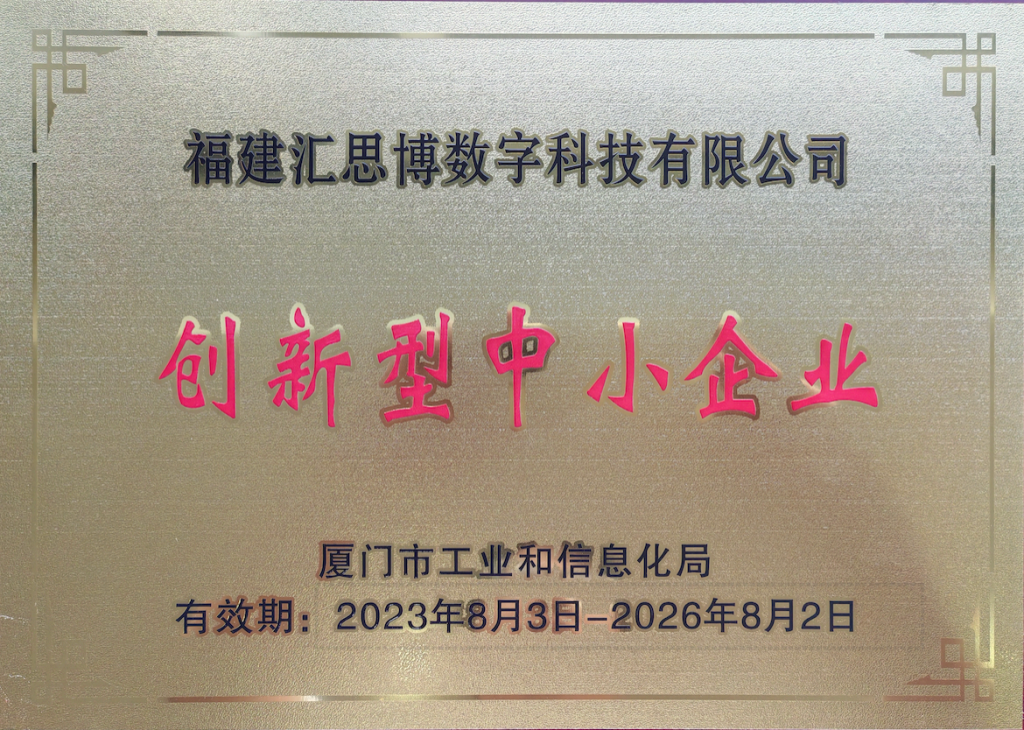 福建汇思博数字科技有限公司
创新型中小企业
厦门市工业和信息化局
有效期：2023年8月3日-2026年8月2日